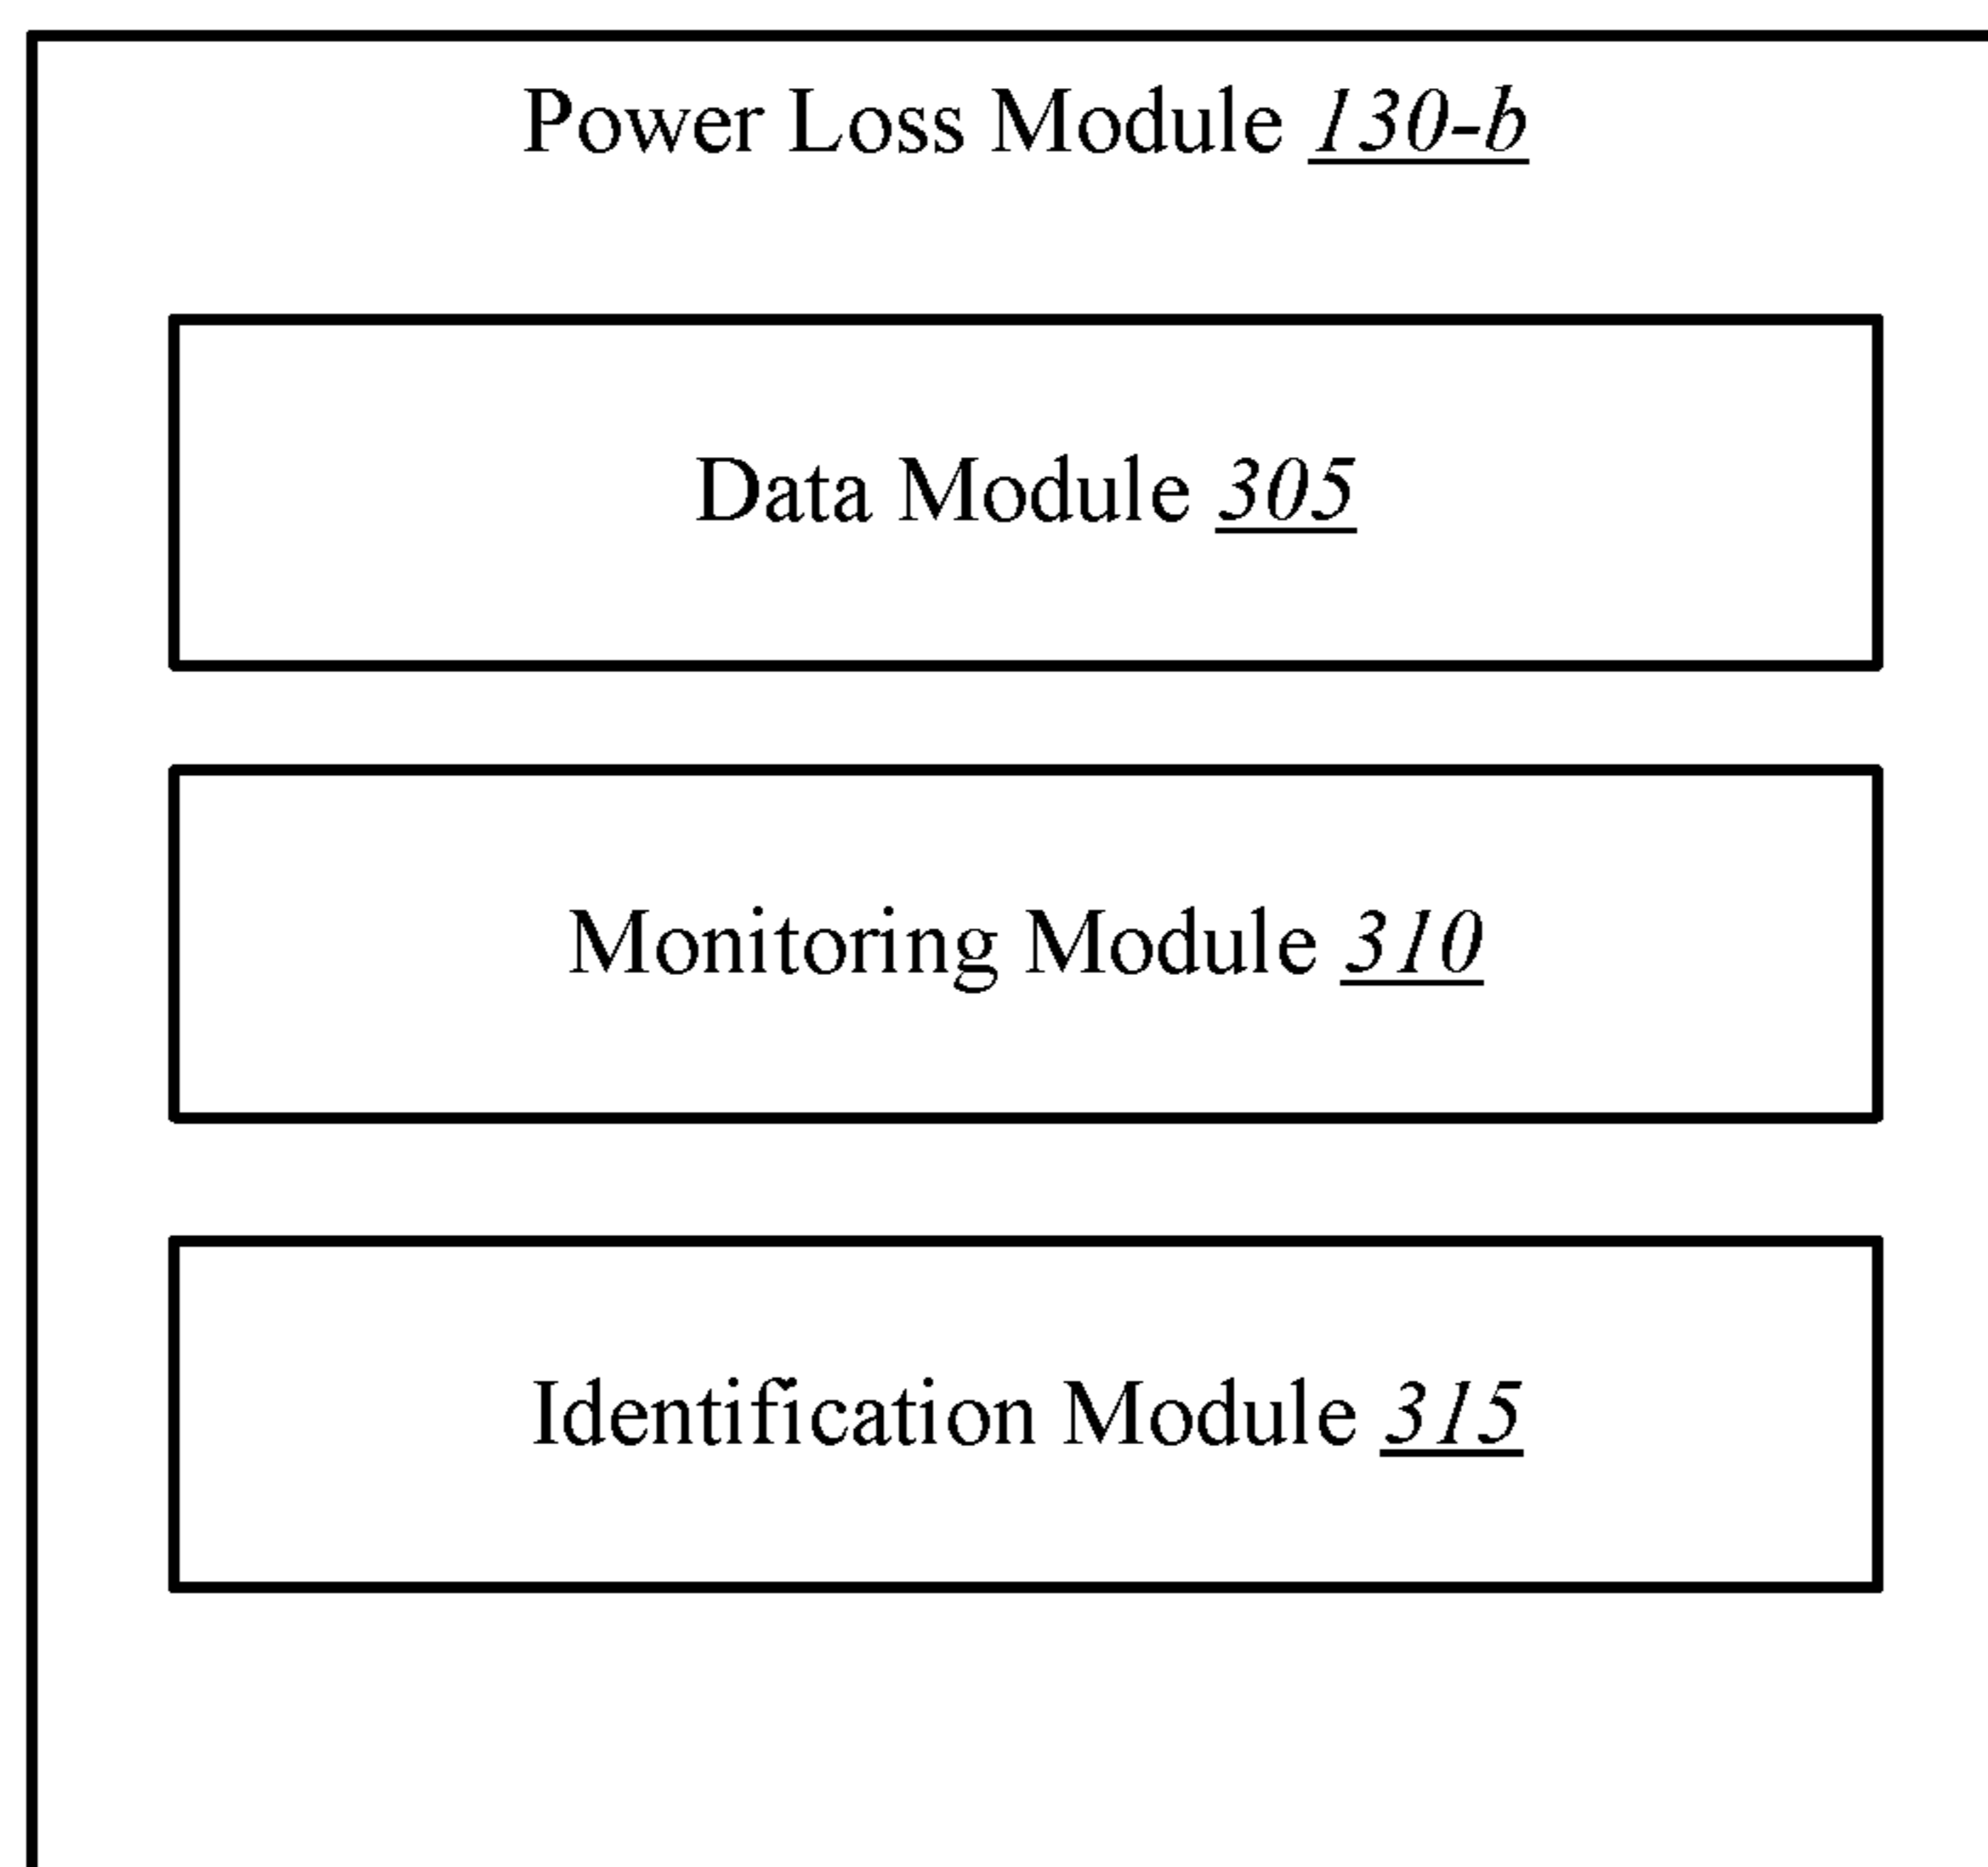 Power Loss Module 130-b
Data Module 305
Monitoring Module 310
Identification Module 315